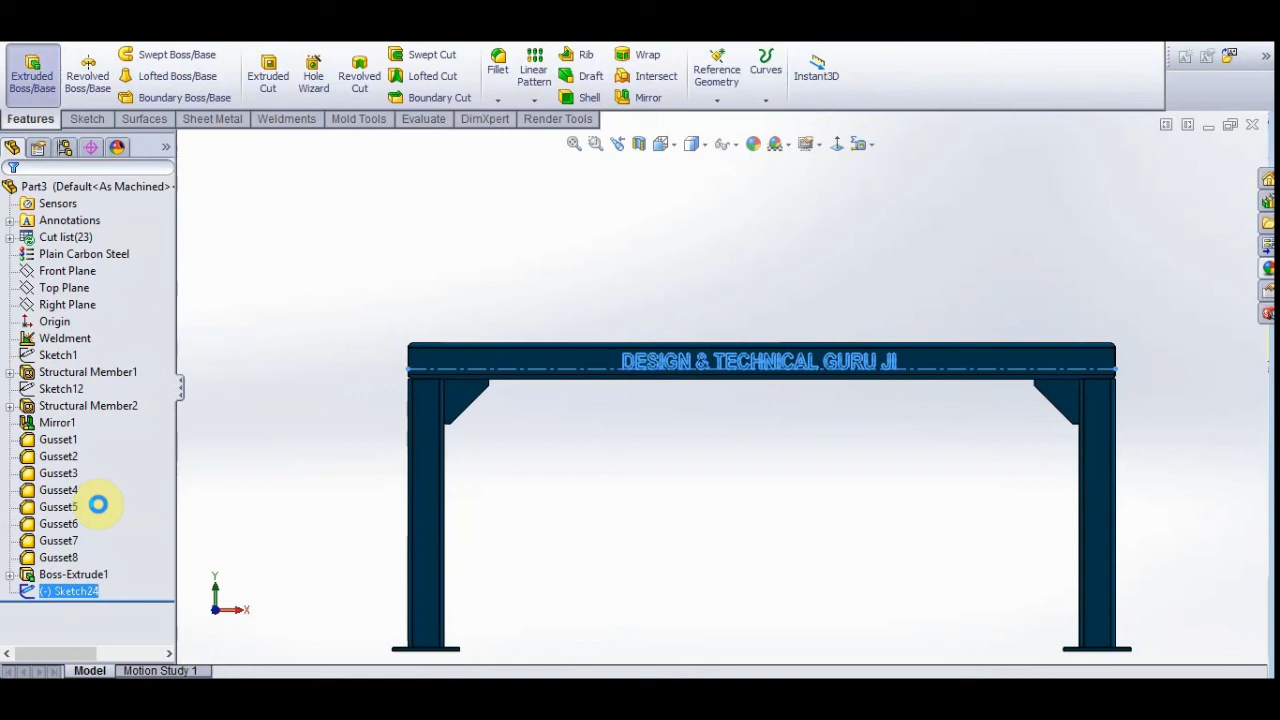 Extruded Boss/Base
Revolved Boss/Base
Swept Boss/Base
Lofted Boss/Base
Boundary Boss/Base
Extruded Cut
Hole Wizard
Revolved Cut
Swept Cut
Lofted Cut
Boundary Cut
Fillet
Linear Pattern
Rib
Draft
Shell
Wrap
Intersect
Mirror
Reference Geometry
Curves
Instant3D
Features Sketch Surfaces Sheet Metal Weldments Mold Tools Evaluate DimXpert Render Tools
Part3 (Default<As Machined>
Sensors
Annotations
Cut list(23)
Plain Carbon Steel
Front Plane
Top Plane
Right Plane
Origin
Weldment
Sketch1
Structural Member1
Sketch12
Structural Member2
Mirror1
Gusset1
Gusset2
Gusset3
Gusset4
Gusset5
Gusset6
Gusset7
Gusset8
Boss-Extrude1
(-) Sketch24
DESIGN & TECHNICAL GURU JI
Y
X
Model Motion Study 1